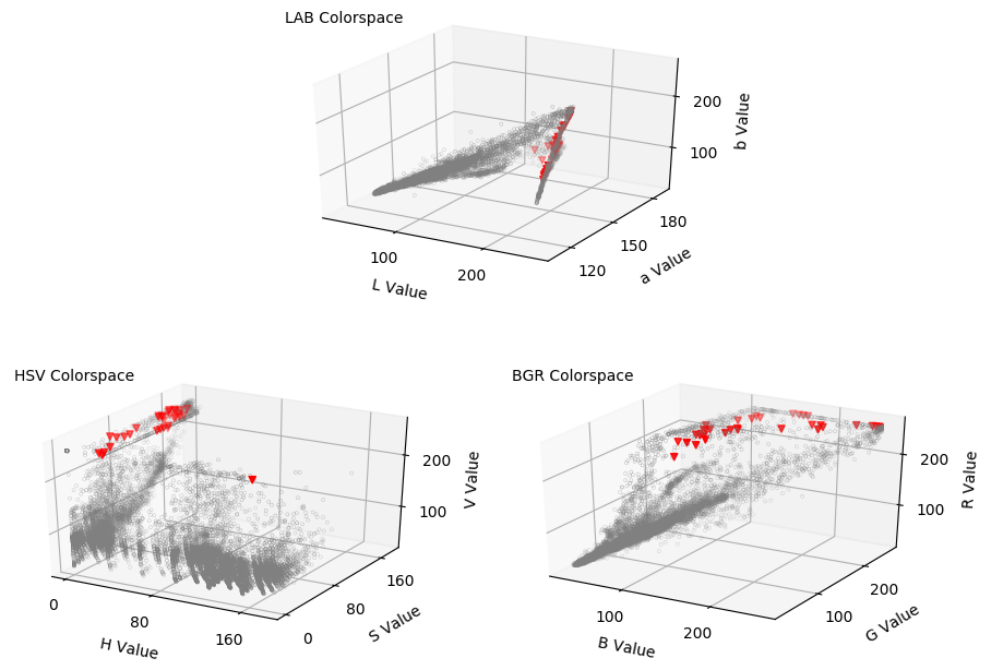 LAB Colorspace
200
100
b Value
180
150
120
a Value
100
200
L Value
HSV Colorspace
200
100
V Value
160
80
0
S Value
0
80
160
H Value
BGR Colorspace
200
100
R Value
200
100
G Value
100
200
B Value